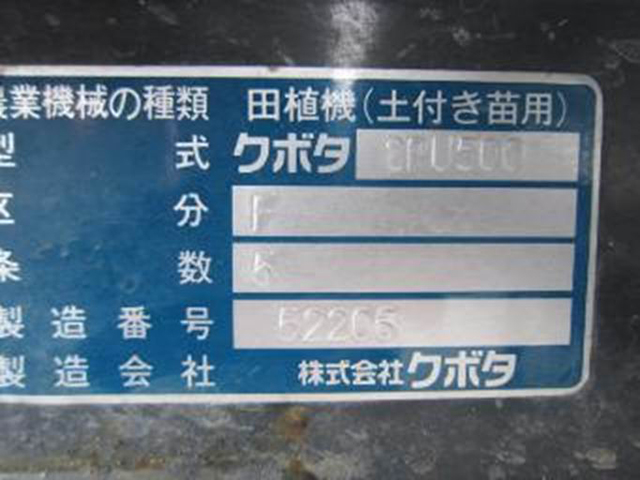 農業機械の種類 田植機(土付き苗用)
型 式 クボタ SPU500
区 分 F
条 数 5
製造番号 52205
製造会社 株式会社クボタ